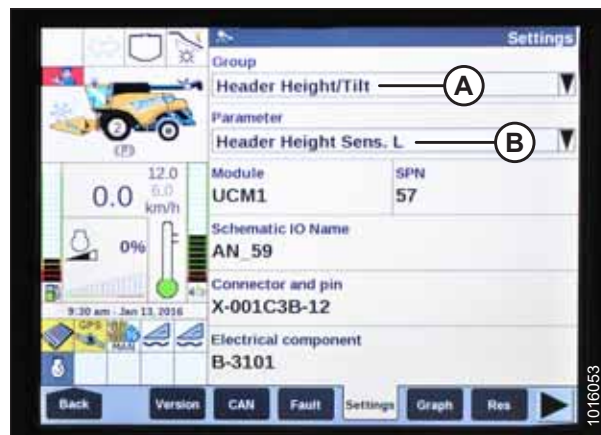 Settings
Group
Header Height/Tilt
A
Parameter
Header Height Sens. L
B
Module
UCM1
SPN
57
Schematic IO Name
AN_59
Connector and pin
X-001C3B-12
Electrical component
B-3101
2
(P)
0.0
12.0
6.0
km/h
0%
9:30 am - Jan 13, 2016
GPS
MAN
Back
Version
CAN
Fault
Settings
Graph
Res
1016053